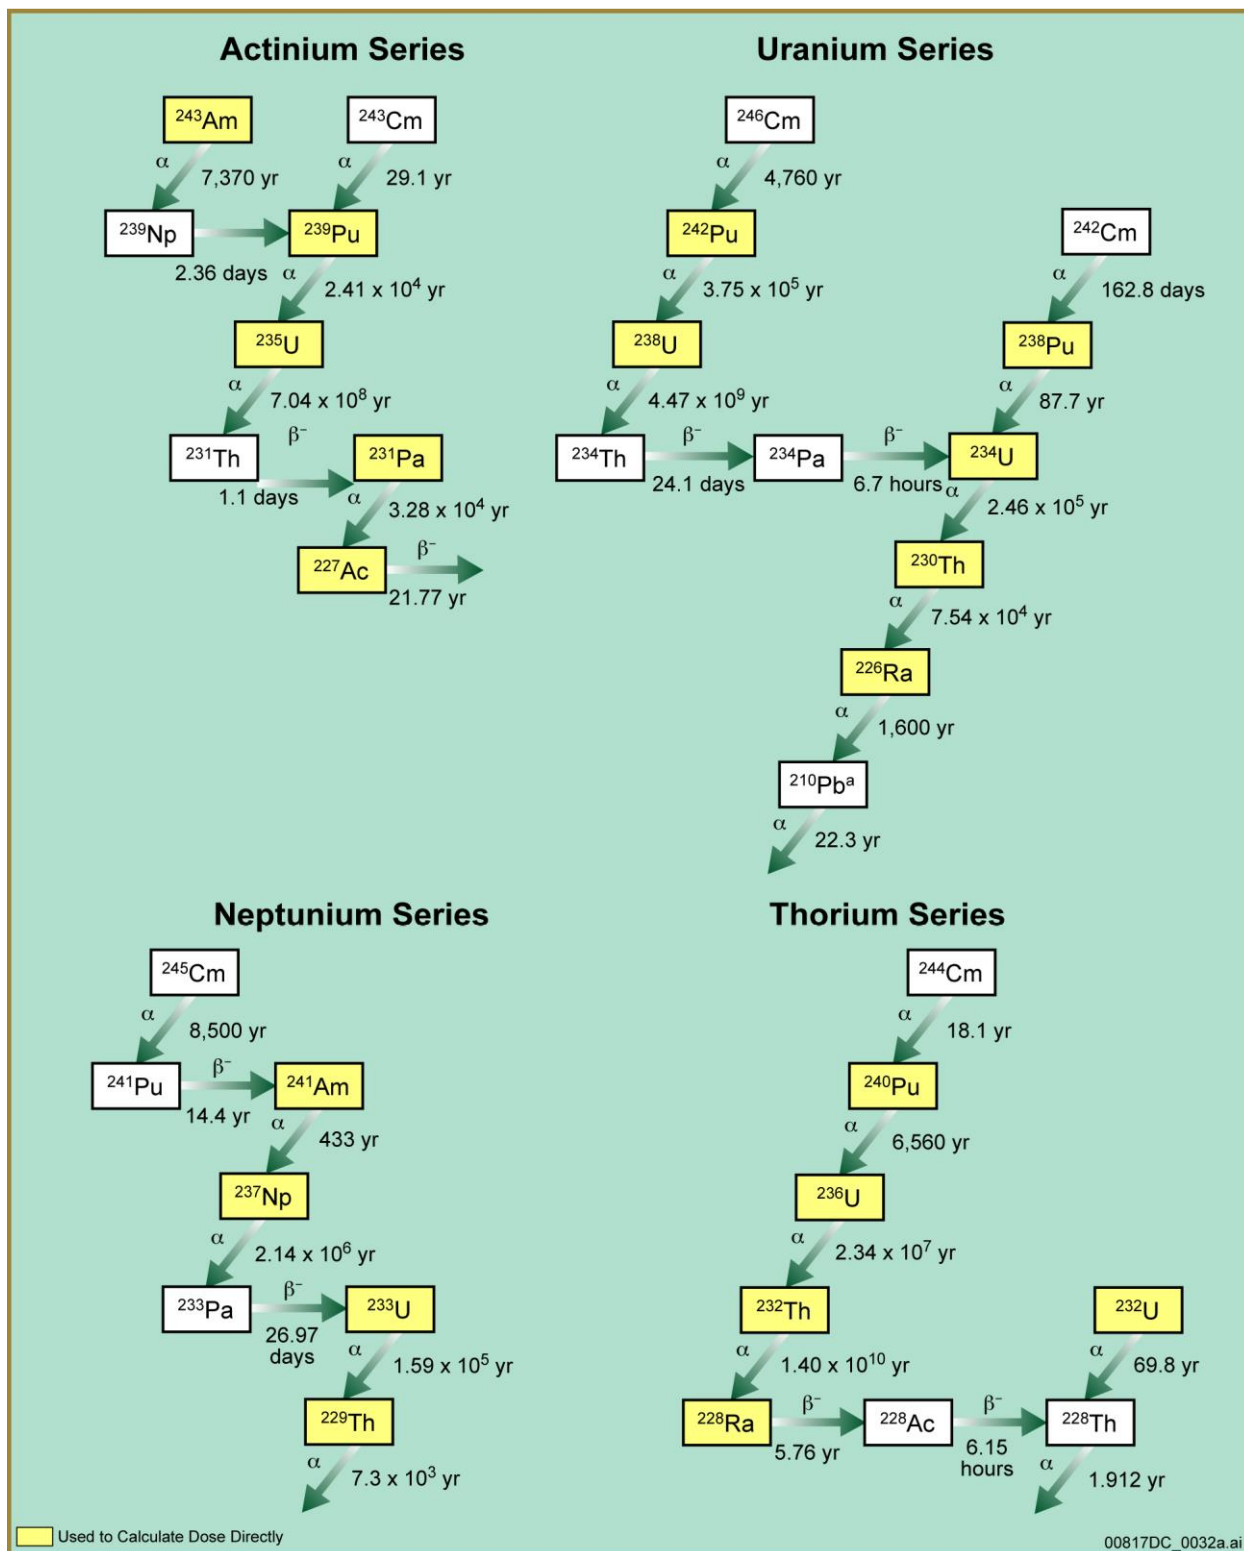 Actinium Series
²⁴³Am
²⁴³Cm
α
7,370 yr
α
29.1 yr
²³⁹Np
²³⁹Pu
2.36 days
α
2.41 x 10⁴ yr
²³⁵U
α
7.04 x 10⁸ yr
²³¹Th
β⁻
²³¹Pa
1.1 days
α
3.28 x 10⁴ yr
²²⁷Ac
β⁻
21.77 yr
Uranium Series
²⁴⁶Cm
α
4,760 yr
²⁴²Pu
²⁴²Cm
α
3.75 x 10⁵ yr
α
162.8 days
²³⁸U
²³⁸Pu
α
4.47 x 10⁹ yr
α
87.7 yr
²³⁴Th
β⁻
24.1 days
²³⁴Pa
β⁻
6.7 hours
²³⁴U
α
2.46 x 10⁵ yr
²³⁰Th
α
7.54 x 10⁴ yr
²²⁶Ra
α
1,600 yr
²¹⁰Pbᵃ
α
22.3 yr
Neptunium Series
²⁴⁵Cm
α
8,500 yr
²⁴¹Pu
β⁻
14.4 yr
²⁴¹Am
α
433 yr
²³⁷Np
α
2.14 x 10⁶ yr
²³³Pa
β⁻
26.97
days
²³³U
α
1.59 x 10⁵ yr
²²⁹Th
α
7.3 x 10³ yr
Thorium Series
²⁴⁴Cm
α
18.1 yr
²⁴⁰Pu
α
6,560 yr
²³⁶U
α
2.34 x 10⁷ yr
²³²Th
²³²U
α
1.40 x 10¹⁰ yr
α
69.8 yr
²²⁸Ra
β⁻
5.76 yr
²²⁸Ac
β⁻
6.15
hours
²²⁸Th
α
1.912 yr
Used to Calculate Dose Directly
00817DC_0032a.ai